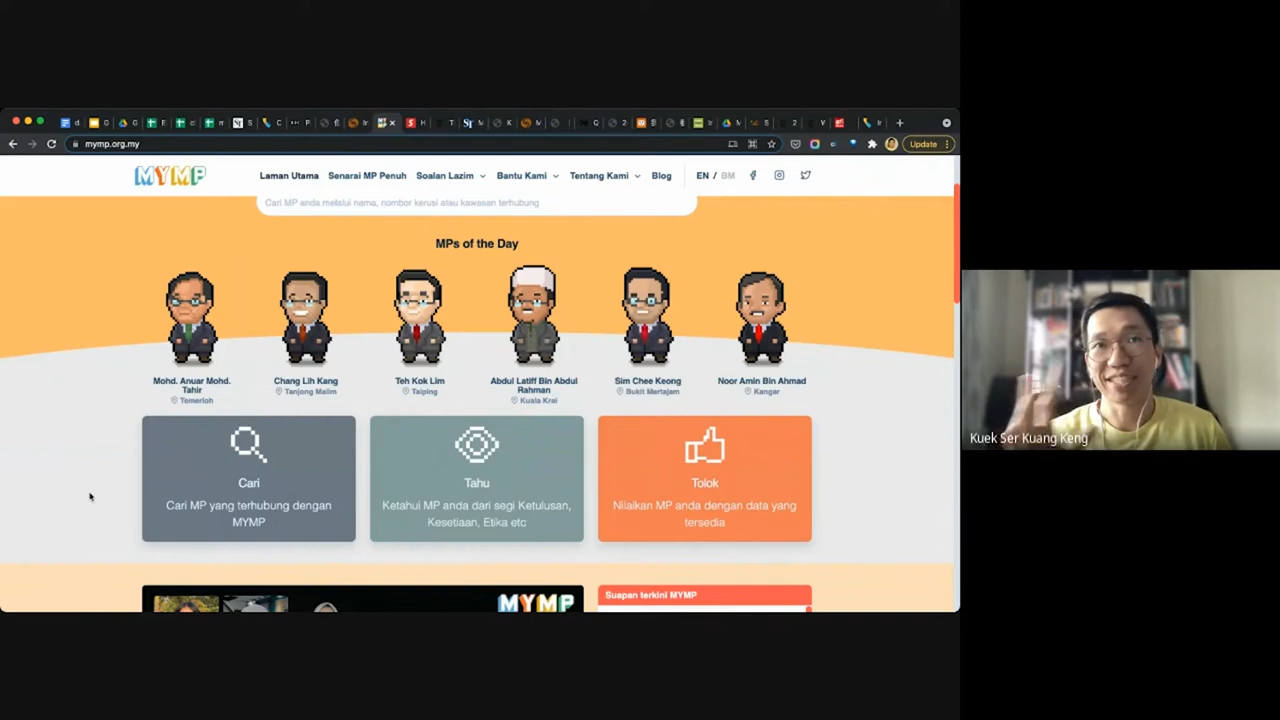 mymp.org.my
Update
MYMP
Laman Utama
Senarai MP Penuh
Soalan Lazim
Bantu Kami
Tentang Kami
Blog
EN / BM
Cari MP anda melalui nama, nombor kerusi atau kawasan terhubung
MPs of the Day
Mohd. Anuar Mohd.
Tahir
Temerloh
Chang Lih Kang
Tanjong Malim
Teh Kok Lim
Taiping
Abdul Latiff Bin Abdul
Rahman
Kuala Krai
Sim Chee Keong
Bukit Mertajam
Noor Amin Bin Ahmad
Kangar
Cari
Cari MP yang terhubung dengan
MYMP
Tahu
Ketahui MP anda dari segi Ketulusan,
Kesetiaan, Etika etc
Tolok
Nilaikan MP anda dengan data yang
tersedia
MYMP
Suapan terkini MYMP
Kuek Ser Kuang Keng